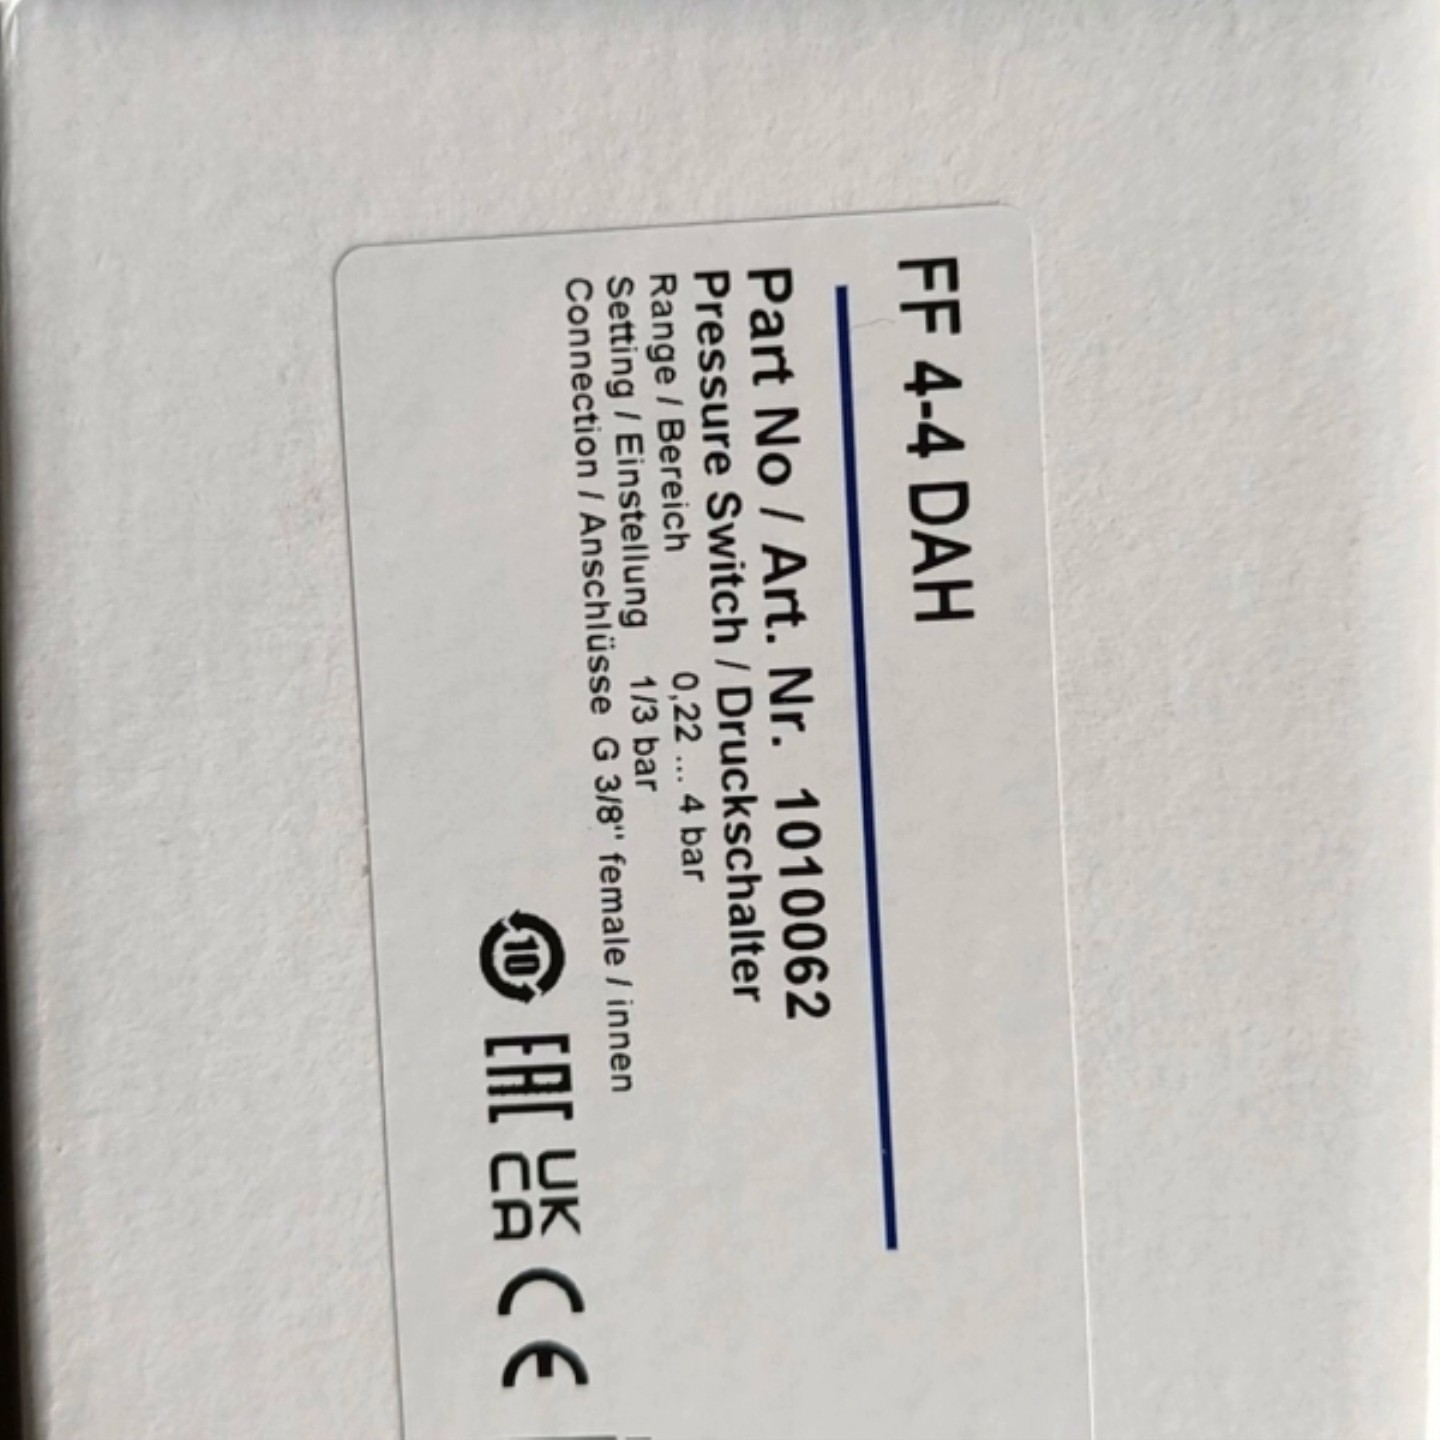 FF 4-4 DAH
Part No / Art. Nr. 1010062
Pressure Switch / Druckschalter
Range / Bereich 0,22 ... 4 bar
Setting / Einstellung 1/3 bar
Connection / Anschlüsse G 3/8" female / innen
10 EAC UK CA CE